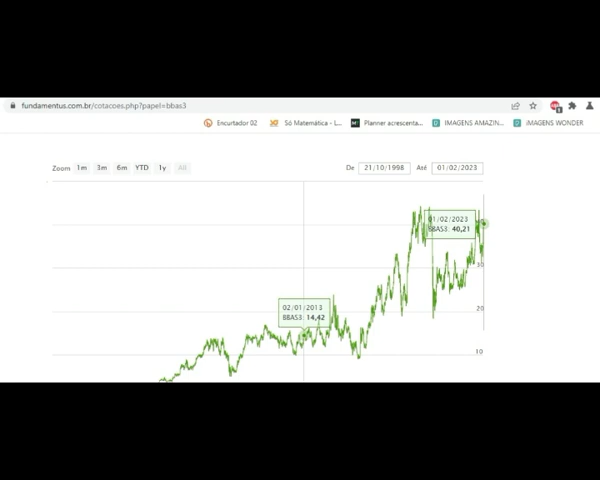 fundamentus.com.br/cotacoes.php?papel=bbas3
Encurtador 02 Só Matemática - L... Planner acrescenta... IMAGENS AMAZIN... iMAGENS WONDER
Zoom 1m 3m 6m YTD 1y All De 21/10/1998 Até 01/02/2023
01/02/2023
BBAS3: 40,21
30
02/01/2013
BBAS3: 14,42
20
10